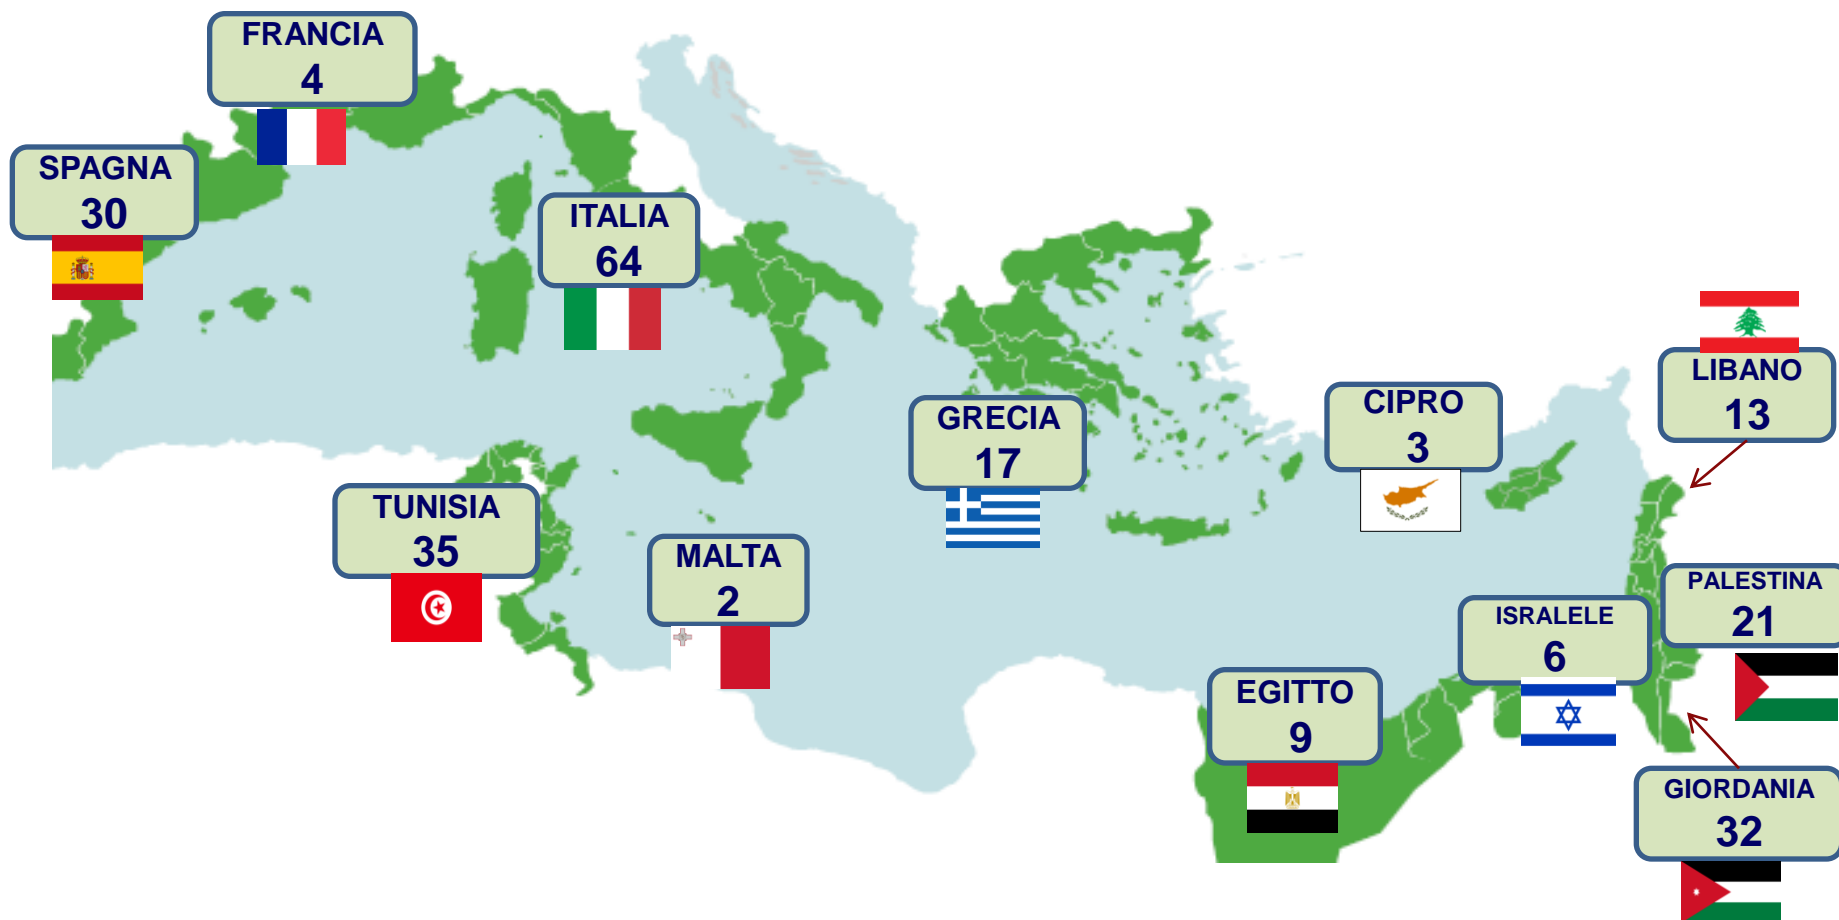 FRANCIA
4
SPAGNA
30
ITALIA
64
LIBANO
13
CIPRO
3
GRECIA
17
TUNISIA
35
MALTA
2
PALESTINA
21
ISRALELE
6
EGITTO
9
GIORDANIA
32